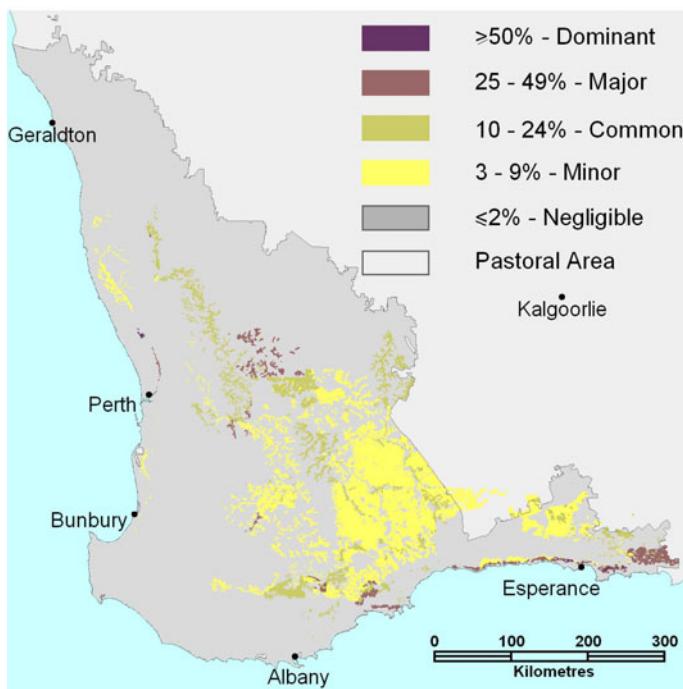 ≥50% - Dominant
25 - 49% - Major
10 - 24% - Common
3 - 9% - Minor
≤2% - Negligible
Pastoral Area
Geraldton
Kalgoorlie
Perth
Bunbury
Esperance
Albany
0 100 200 300
Kilometres